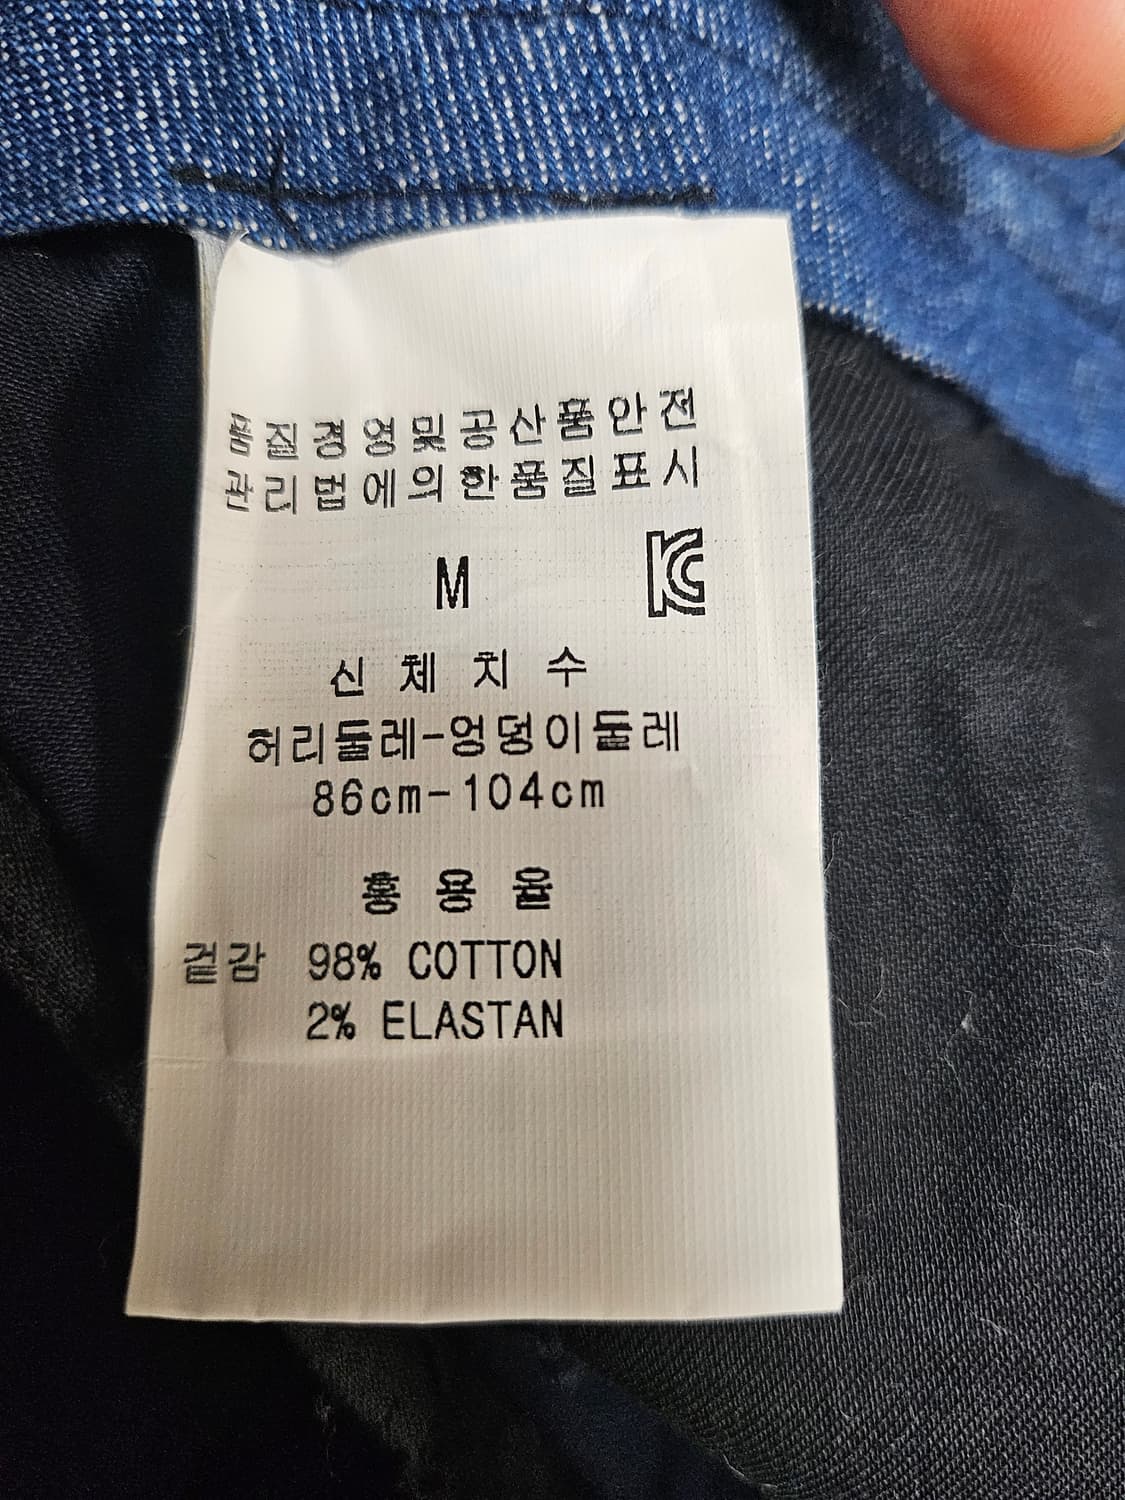 품질경영및공산품안전
관리법에의한품질표시
M
KC
신 체 치 수
허리둘레-엉덩이둘레
86cm-104cm
홍 용 율
겉감 98% COTTON
2% ELASTAN